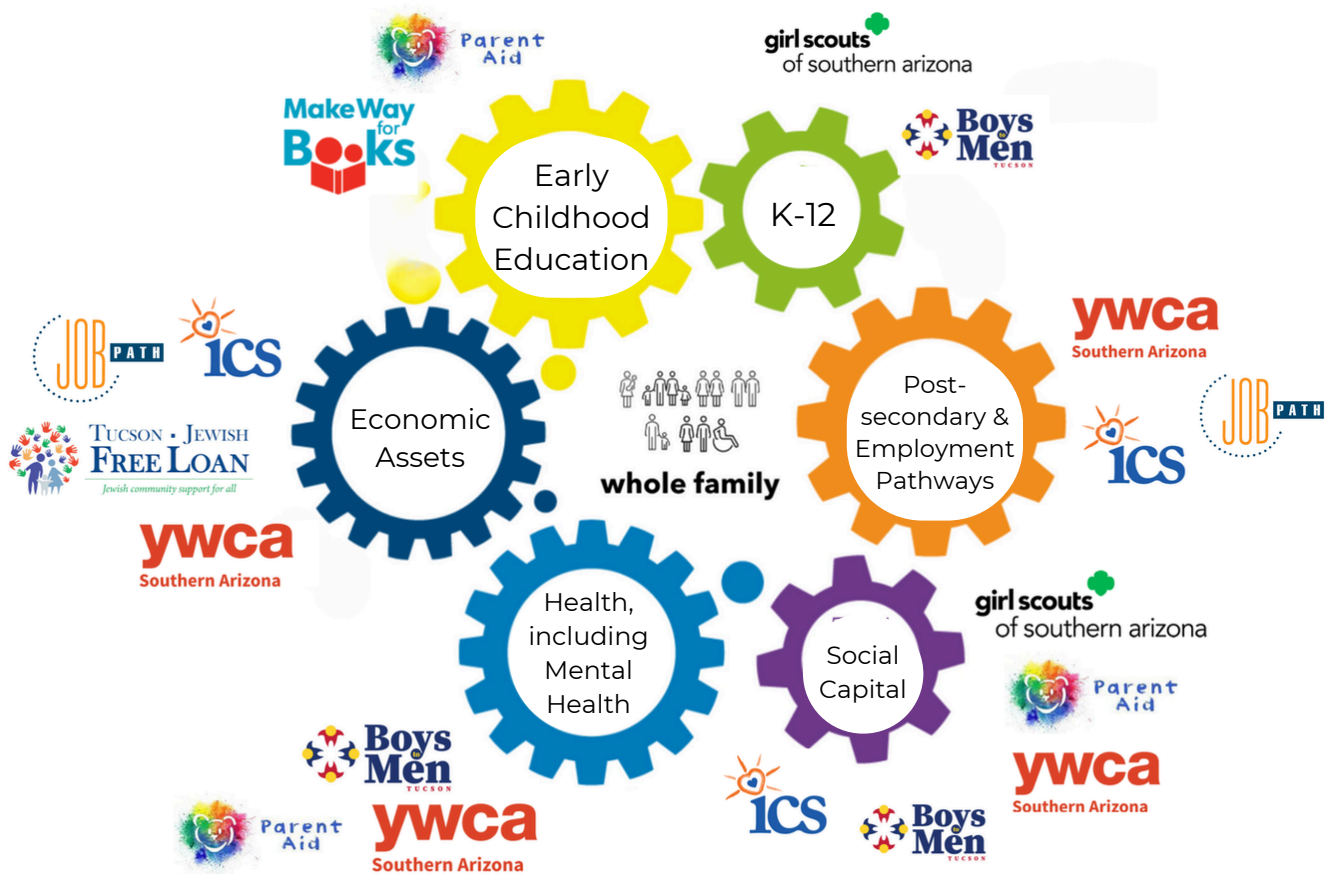 Parent
Aid
girl scouts
of southern arizona
Make Way
for
Books
Boys
to
Men
TUCSON
Early
Childhood
Education
K-12
JOB PATH
ICS
ywca
Southern Arizona
JOB PATH
ICS
Economic
Assets
Post-
secondary &
Employment
Pathways
TUCSON · JEWISH
FREE LOAN
Jewish community support for all
whole family
ywca
Southern Arizona
Health,
including
Mental
Health
Social
Capital
girl scouts
of southern arizona
Parent
Aid
Boys
to
Men
TUCSON
ywca
Southern Arizona
ICS
Boys
to
Men
TUCSON
Parent
Aid
ywca
Southern Arizona